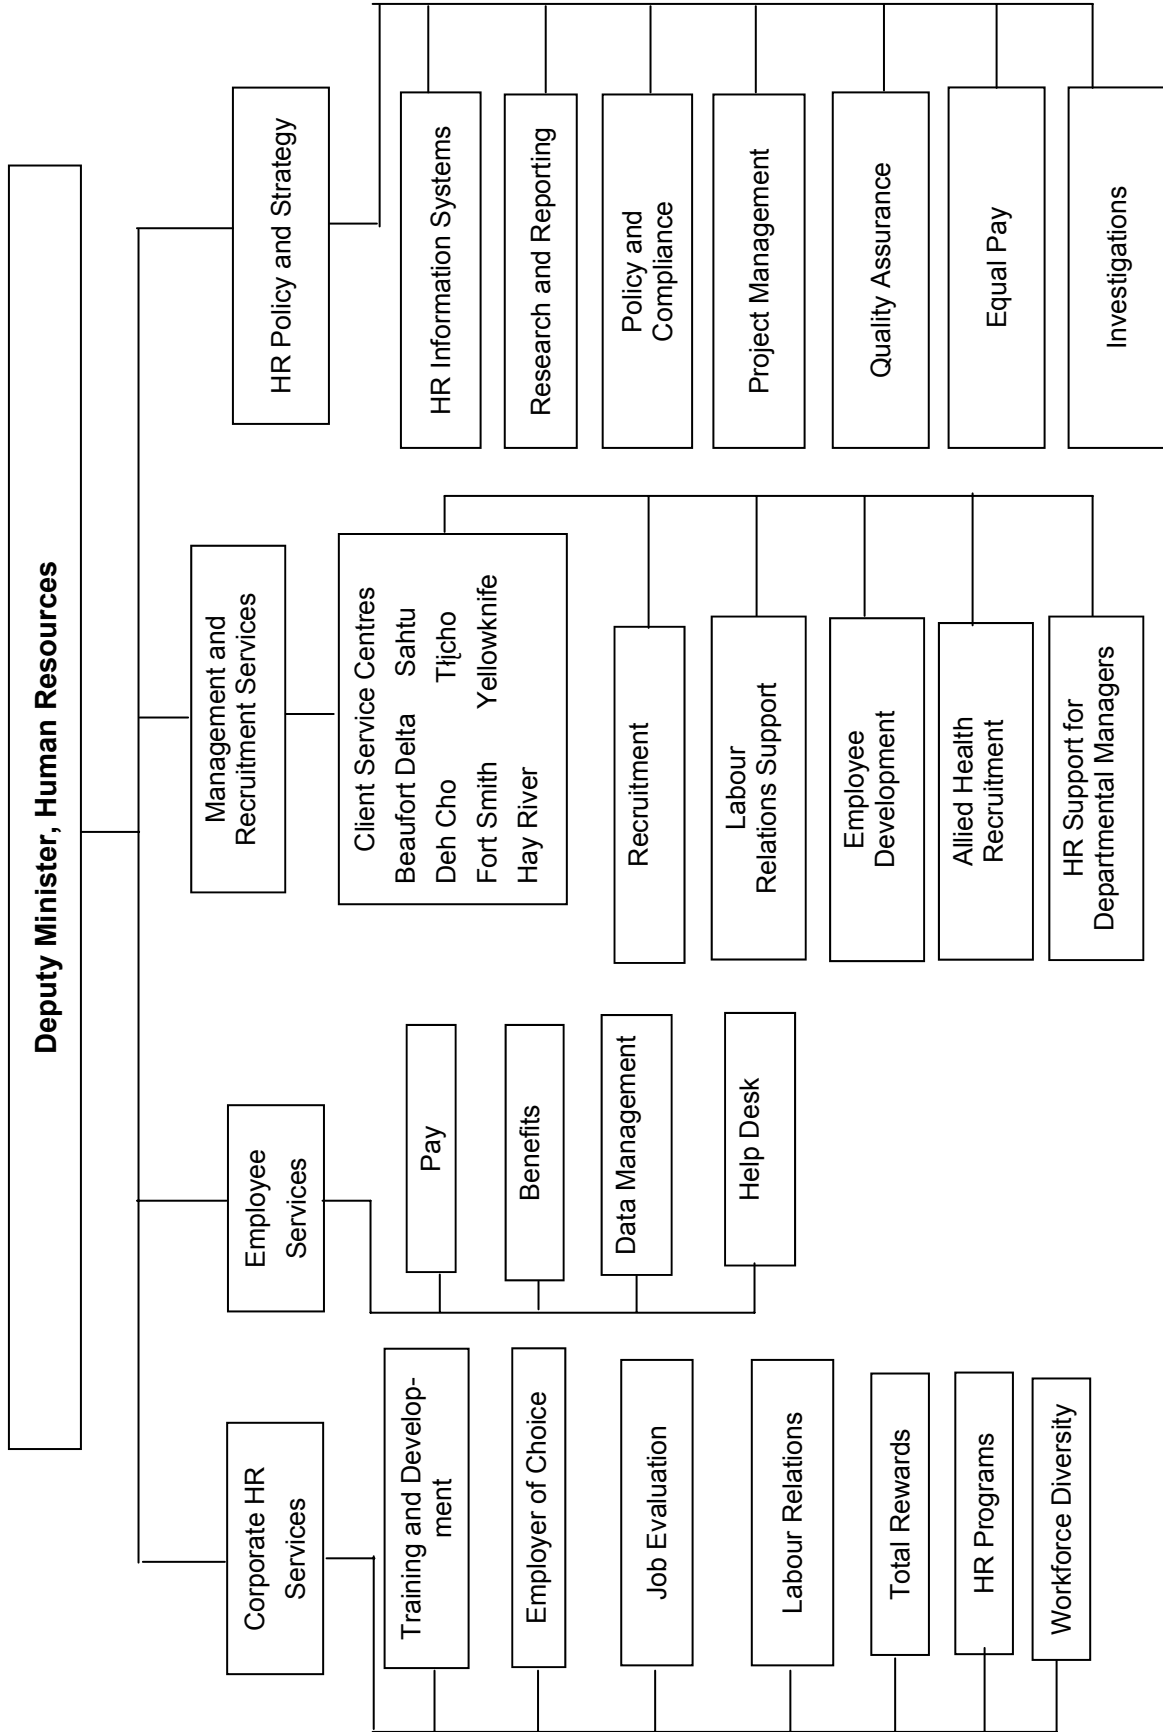 Deputy Minister, Human Resources
Corporate HR
Services
Training and Develop-
ment
Employer of Choice
Job Evaluation
Labour Relations
Total Rewards
HR Programs
Workforce Diversity
Employee
Services
Pay
Benefits
Data Management
Help Desk
Management and
Recruitment Services
Client Service Centres
Beaufort Delta Sahtu
Deh Cho Tłįcho
Fort Smith Yellowknife
Hay River
Recruitment
Labour
Relations Support
Employee
Development
Allied Health
Recruitment
HR Support for
Departmental Managers
HR Policy and Strategy
HR Information Systems
Research and Reporting
Policy and
Compliance
Project Management
Quality Assurance
Equal Pay
Investigations